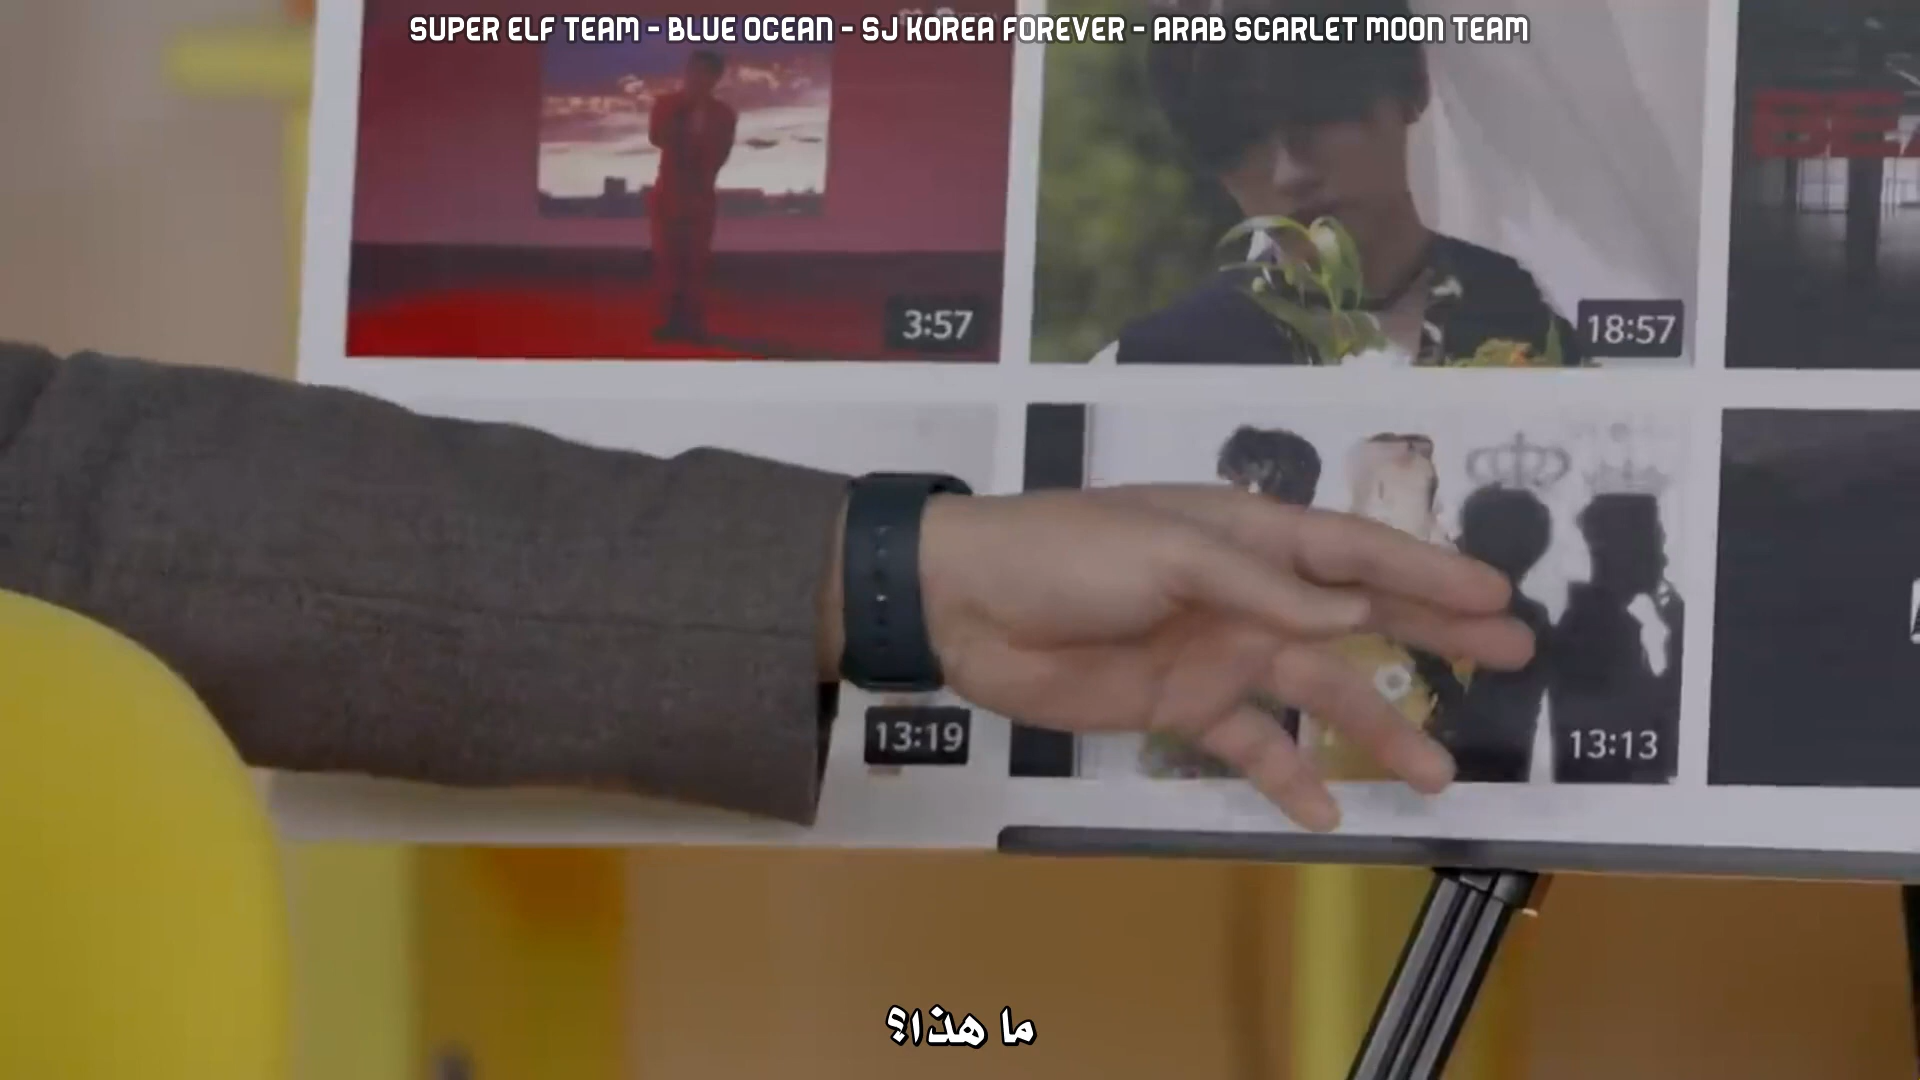 SUPER ELF TEAM - BLUE OCEAN - SJ KOREA FOREVER - ARAB SCARLET MOON TEAM
3:57
18:57
13:19
13:13
ما هذا؟